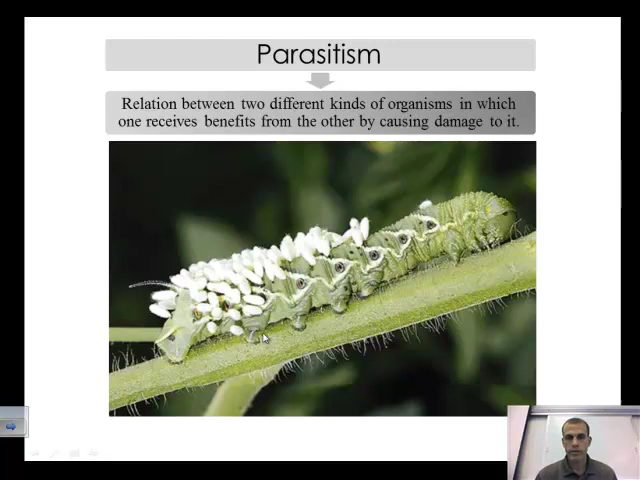 Parasitism
Relation between two different kinds of organisms in which
one receives benefits from the other by causing damage to it.